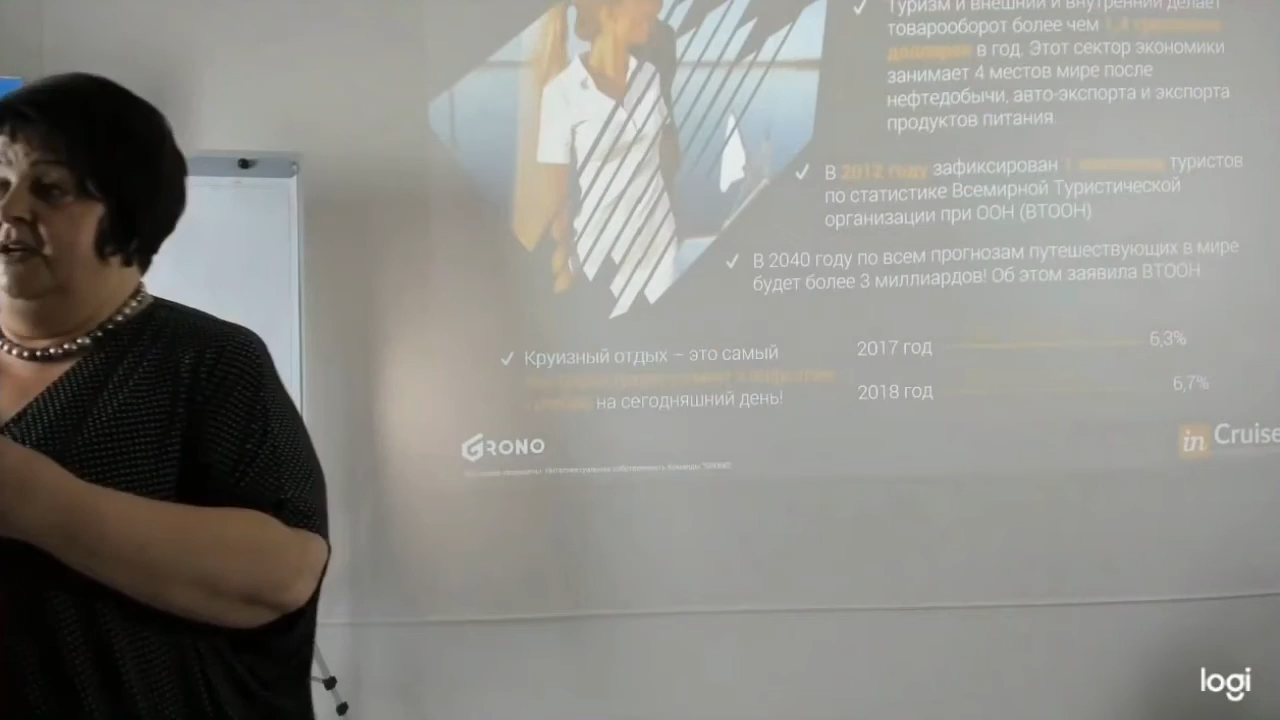 Туризм и внешний и внутренний делает
товарооборот более чем
в год. Этот сектор экономики
занимает 4 местов мире после
нефтедобычи, авто-экспорта и экспорта
продуктов питания.
В 2012 году зафиксирован туристов
по статистике Всемирной Туристической
организации при ООН (ВТООН)
В 2040 году по всем прогнозам путешествующих в мире
будет более 3 миллиардов! Об этом заявила ВТООН
Круизный отдых – это самый
на сегодняшний день!
2017 год 6,3%
2018 год 6,7%
GRONO
in Cruise
logi